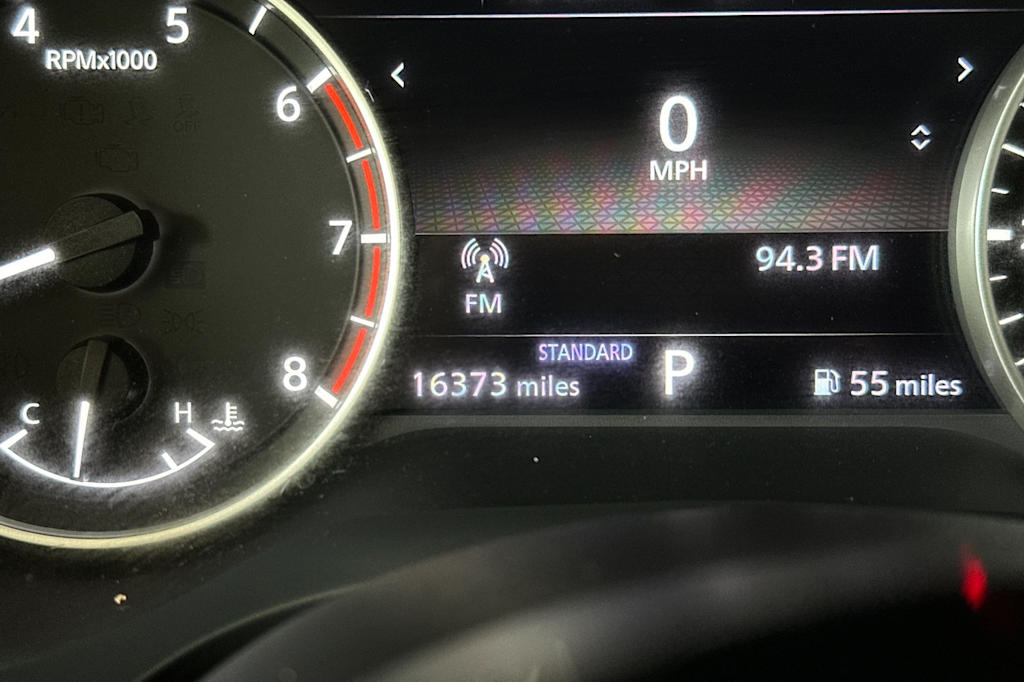 4 5
RPMx1000
6
7
8
C H
0
MPH
FM
94.3 FM
STANDARD
16373 miles
P
55 miles